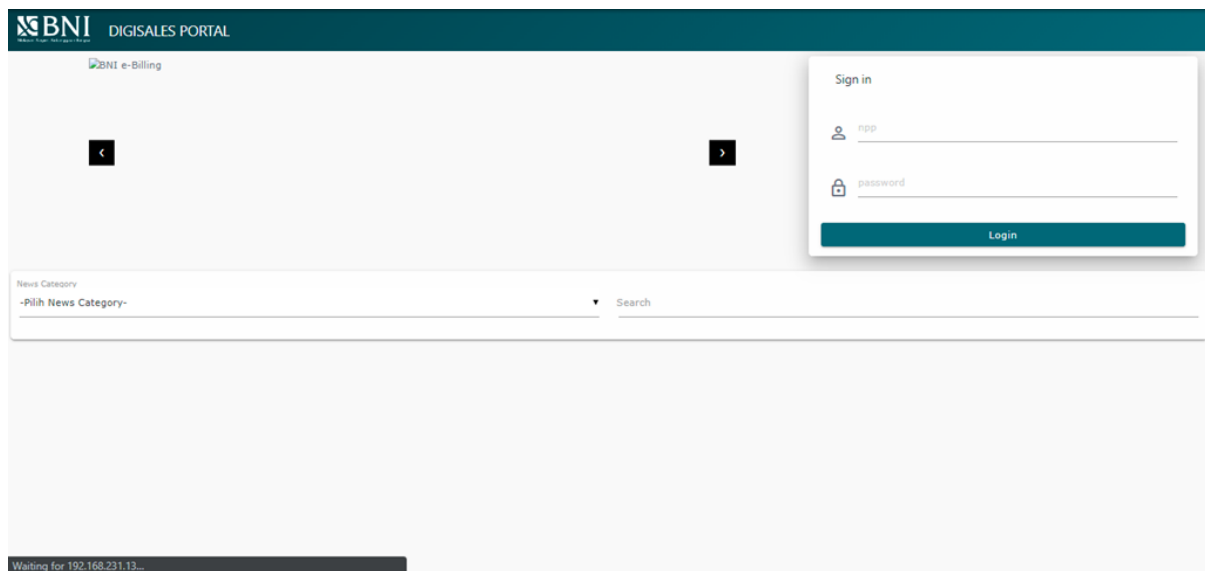 BNI DIGISALES PORTAL
BNI e-Billing
Sign in
npp
password
Login
News Category
-Pilih News Category-
Search
Waiting for 192.168.231.13...